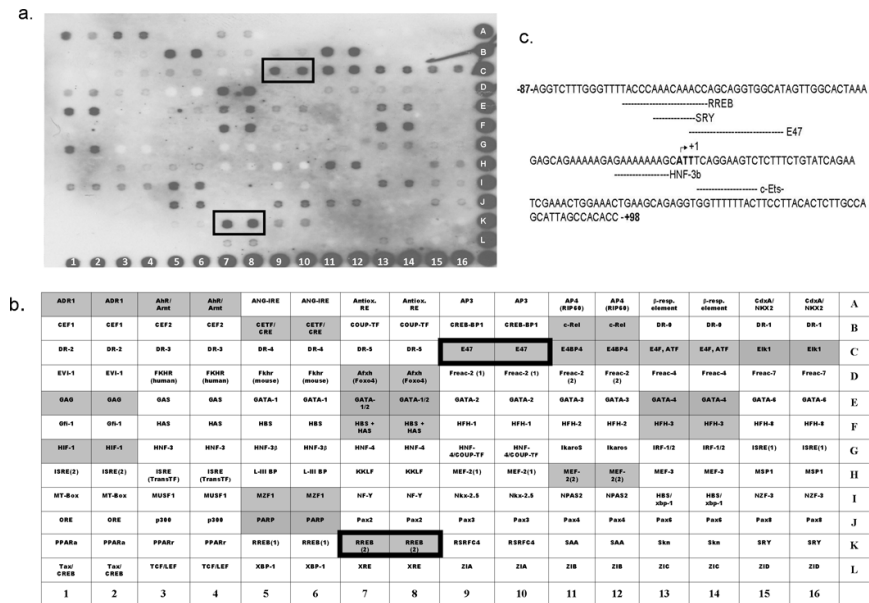 a.
A
B
C
D
E
F
G
H
I
J
K
L
1 2 3 4 5 6 7 8 9 10 11 12 13 14 15 16
c.
-87-AGGTCTTTGGGTTTTACCCAAACAAACCAGCAGGTGGCATAGTTGGCACTAAA
RREB
SRY
E47
+1
GAGCAGAAAAAGAGAAAAAAAGCATTTCAGGAAGTCTCTTTCTGTATCAGAA
HNF-3b
c-Ets-
TCGAAACTGGAAACTGAAGCAGAGGTGGTTTTTTACTTCCTTACACTCTTGCCA
GCATTAGCCACACC -+98
b.
ADR1 ADR1 AhR/Arnt AhR/Arnt ANG-IRE ANG-IRE Antiox. RE Antiox. RE AP3 AP3 AP4 (RIP60) AP4 (RIP60) β-resp. element β-resp. element CdxA/NKX2 CdxA/NKX2 A
CEF1 CEF1 CEF2 CEF2 CETF/CRE CETF/CRE COUP-TF COUP-TF CREB-BP1 CREB-BP1 c-Rel c-Rel DR-0 DR-0 DR-1 DR-1 B
DR-2 DR-2 DR-3 DR-3 DR-4 DR-4 DR-5 DR-5 E47 E47 E4BP4 E4BP4 E4F, ATF E4F, ATF Elk1 Elk1 C
EVI-1 EVI-1 FKHR (human) FKHR (human) Fkhr (mouse) Fkhr (mouse) Afxh (Foxo4) Afxh (Foxo4) Freac-2 (1) Freac-2 (1) Freac-2 (2) Freac-2 (2) Freac-4 Freac-4 Freac-7 Freac-7 D
GAG GAG GAS GAS GATA-1 GATA-1 GATA-1/2 GATA-1/2 GATA-2 GATA-2 GATA-3 GATA-3 GATA-4 GATA-4 GATA-6 GATA-6 E
Gfi-1 Gfi-1 HAS HAS HBS HBS HBS + HAS HBS + HAS HFH-1 HFH-1 HFH-2 HFH-2 HFH-3 HFH-3 HFH-8 HFH-8 F
HIF-1 HIF-1 HNF-3 HNF-3 HNF-3β HNF-3β HNF-4 HNF-4 HNF-4/COUP-TF HNF-4/COUP-TF IkaroS Ikaros IRF-1/2 IRF-1/2 ISRE(1) ISRE(1) G
ISRE(2) ISRE(2) ISRE (TransTF) ISRE (TransTF) L-III BP L-III BP KKLF KKLF MEF-2(1) MEF-2(1) MEF-2(2) MEF-2(2) MEF-3 MEF-3 MSP1 MSP1 H
MT-Box MT-Box MUSF1 MUSF1 MZF1 MZF1 NF-Y NF-Y Nkx-2.5 Nkx-2.5 NPAS2 NPAS2 HBS/xbp-1 HBS/xbp-1 NZF-3 NZF-3 I
ORE ORE p300 p300 PARP PARP Pax2 Pax2 Pax3 Pax3 Pax4 Pax4 Pax6 Pax6 Pax8 Pax8 J
PPARa PPARa PPARr PPARr RREB(1) RREB(1) RREB (2) RREB (2) RSRFC4 RSRFC4 SAA SAA Skn Skn SRY SRY K
Tax/CREB Tax/CREB TCF/LEF TCF/LEF XBP-1 XBP-1 XRE XRE ZIA ZIA ZIB ZIB ZIC ZIC ZID ZID L
1 2 3 4 5 6 7 8 9 10 11 12 13 14 15 16